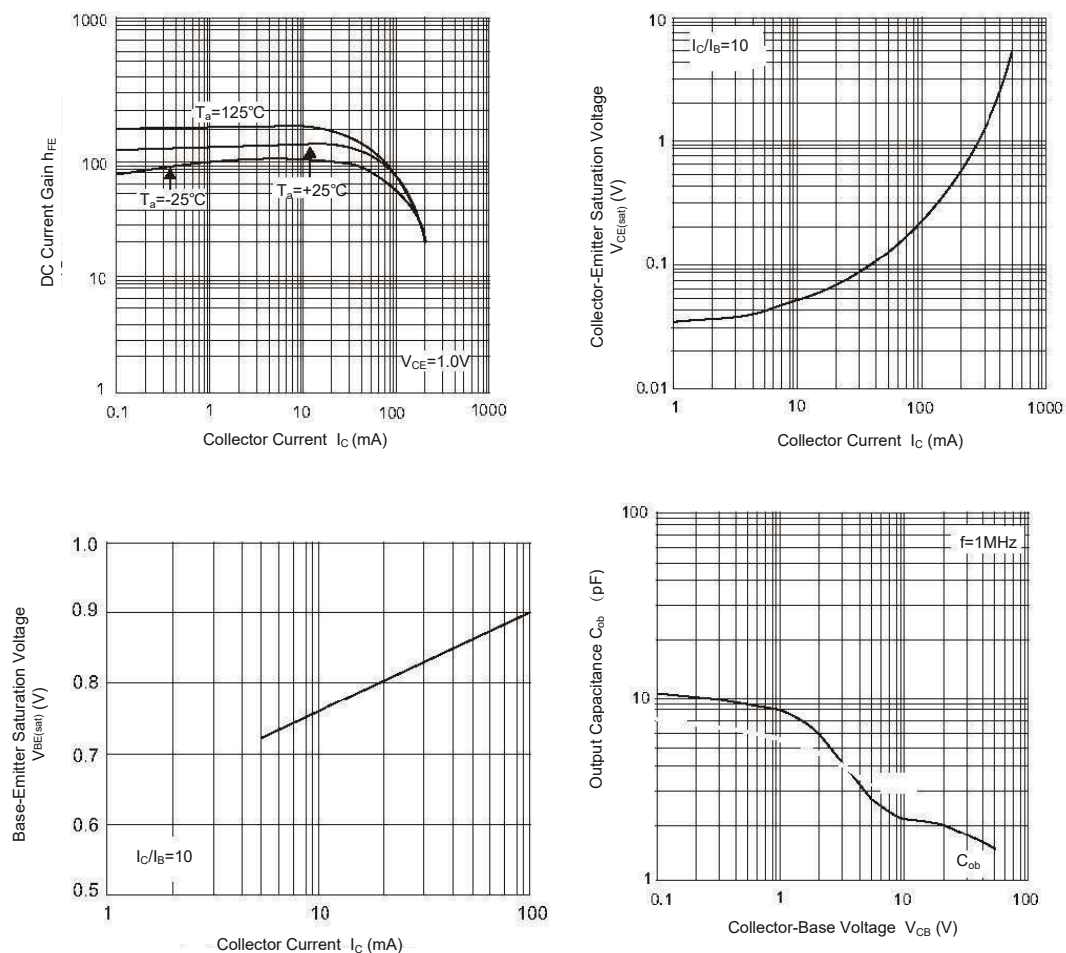 1000
T_a=125℃
100
T_a=-25℃
T_a=+25℃
10
V_CE=1.0V
1
0.1 1 10 100 1000
DC Current Gain h_FE
Collector Current I_C (mA)
10
I_C/I_B=10
1
0.1
0.01
1 10 100 1000
Collector-Emitter Saturation Voltage
V_CE(sat) (V)
Collector Current I_C (mA)
1.0
0.9
0.8
0.7
0.6
I_C/I_B=10
0.5
1 10 100
Base-Emitter Saturation Voltage
V_BE(sat) (V)
Collector Current I_C (mA)
100
f=1MHz
10
C_ob
1
0.1 1 10 100
Output Capacitance C_ob (pF)
Collector-Base Voltage V_CB (V)